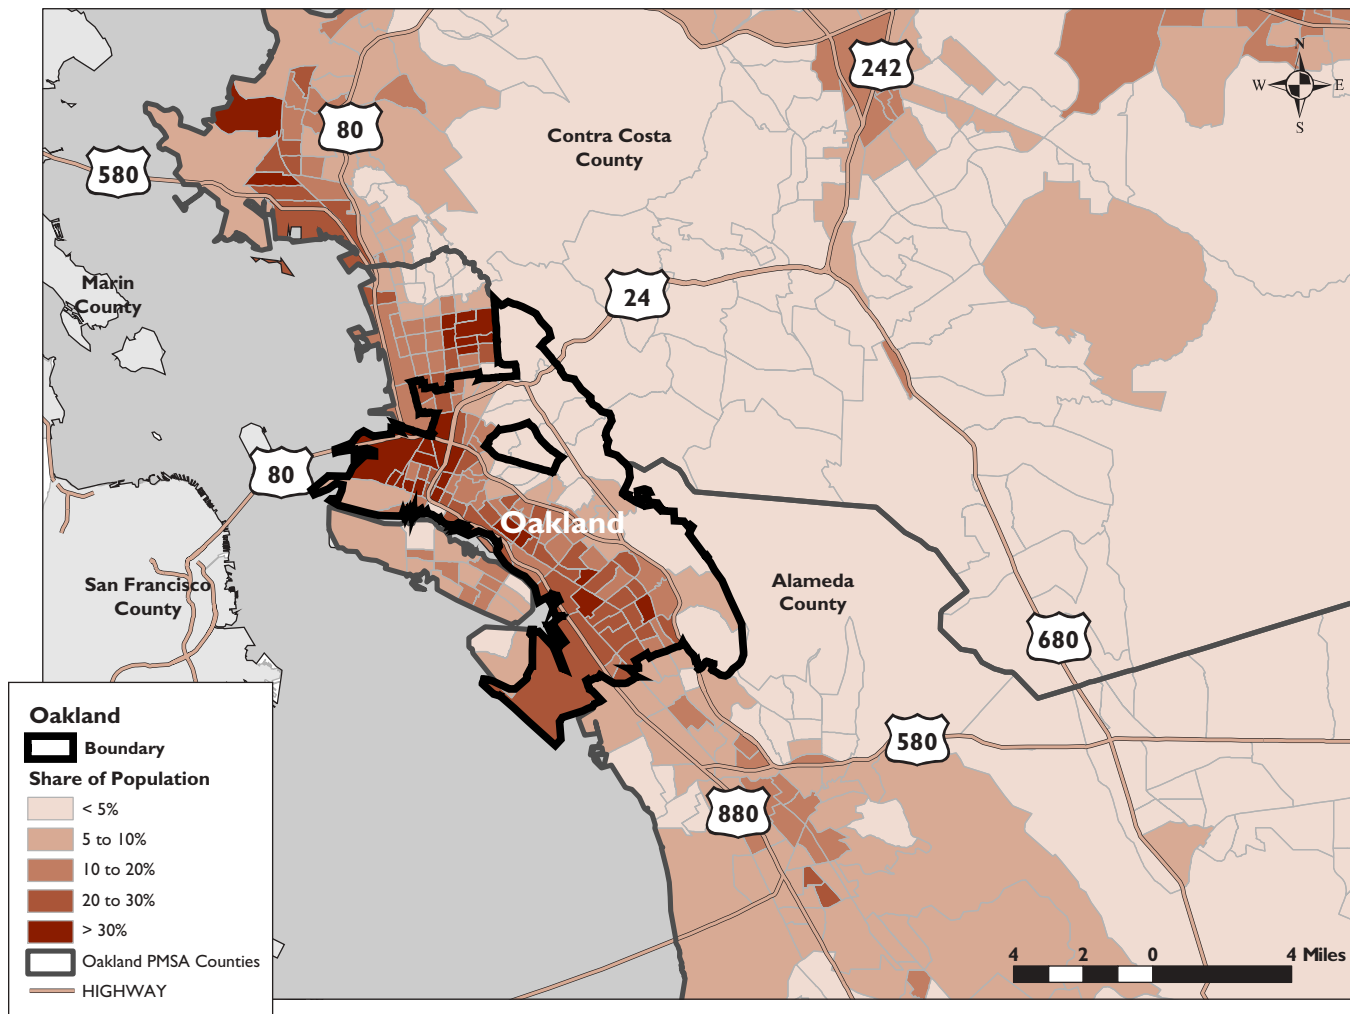 242
N
W E
S
80
Contra Costa
County
580
Marin
County
24
80
Oakland
San Francisco
County
Alameda
County
680
580
880
Oakland
Boundary
Share of Population
< 5%
5 to 10%
10 to 20%
20 to 30%
> 30%
Oakland PMSA Counties
HIGHWAY
4 2 0 4 Miles